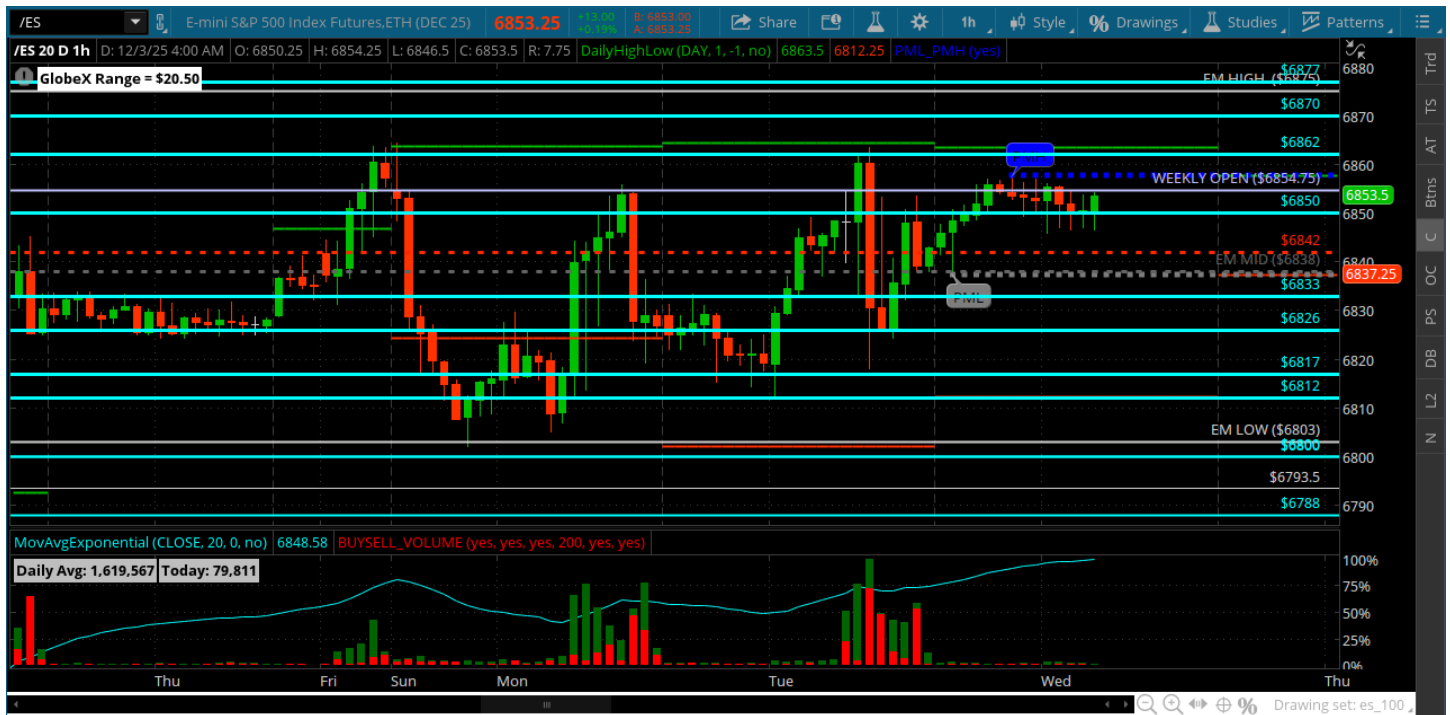 /ES
E-mini S&P 500 Index Futures,ETH (DEC 25)
6853.25
+13.00
+0.19%
B: 6853.00
A: 6853.25
Share
1h
Style
% Drawings
Studies
Patterns
/ES 20 D 1h
D: 12/3/25 4:00 AM
O: 6850.25
H: 6854.25
L: 6846.5
C: 6853.5
R: 7.75
DailyHighLow (DAY, 1, -1, no)
6863.5
6812.25
PML_PMH (yes)
GlobeX Range = $20.50
$6877
EM HIGH ($6875)
$6870
$6862
WEEKLY OPEN ($6854.75)
$6850
$6842
EM MID ($6838)
PML
$6833
$6826
$6817
$6812
EM LOW ($6803)
$6800
$6793.5
$6788
6880
6870
6860
6853.5
6850
6840
6837.25
6830
6820
6810
6800
6790
Trd
TS
AT
Btns
C
OC
PS
DB
L2
N
MovAvgExponential (CLOSE, 20, 0, no)
6848.58
BUYSELL_VOLUME (yes, yes, yes, 200, yes, yes)
Daily Avg: 1,619,567
Today: 79,811
100%
75%
50%
25%
0%
Thu
Fri
Sun
Mon
Tue
Wed
Thu
%
Drawing set: es_100